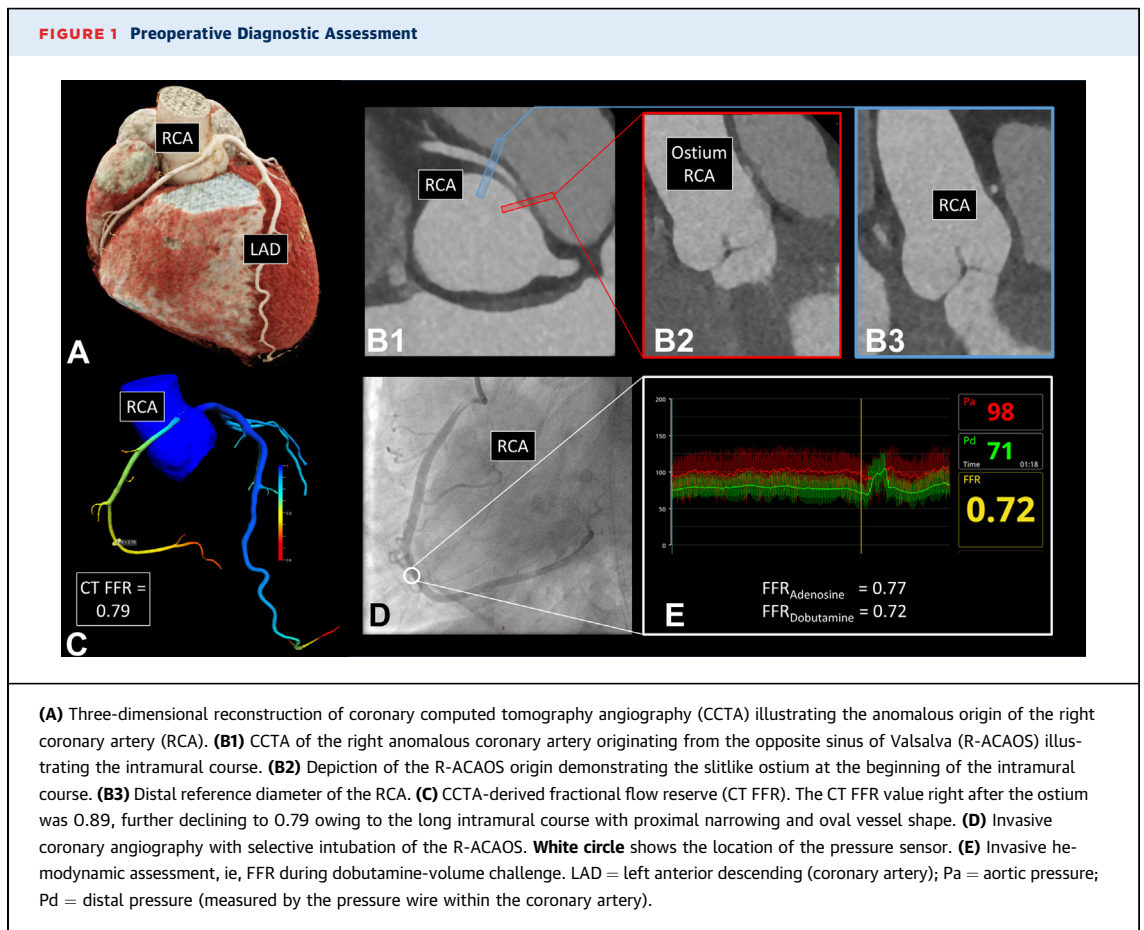 FIGURE 1 Preoperative Diagnostic Assessment
RCA
LAD
A
RCA
B1
Ostium
RCA
B2
RCA
B3
RCA
CT FFR =
0.79
C
RCA
D
200
150
100
50
0
Pa 98
Pd 71
Time 01:18
FFR
0.72
FFRAdenosine = 0.77
FFRDobutamine = 0.72
E
(A) Three-dimensional reconstruction of coronary computed tomography angiography (CCTA) illustrating the anomalous origin of the right
coronary artery (RCA). (B1) CCTA of the right anomalous coronary artery originating from the opposite sinus of Valsalva (R-ACAOS) illus-
trating the intramural course. (B2) Depiction of the R-ACAOS origin demonstrating the slitlike ostium at the beginning of the intramural
course. (B3) Distal reference diameter of the RCA. (C) CCTA-derived fractional flow reserve (CT FFR). The CT FFR value right after the ostium
was 0.89, further declining to 0.79 owing to the long intramural course with proximal narrowing and oval vessel shape. (D) Invasive
coronary angiography with selective intubation of the R-ACAOS. White circle shows the location of the pressure sensor. (E) Invasive he-
modynamic assessment, ie, FFR during dobutamine-volume challenge. LAD = left anterior descending (coronary artery); Pa = aortic pressure;
Pd = distal pressure (measured by the pressure wire within the coronary artery).